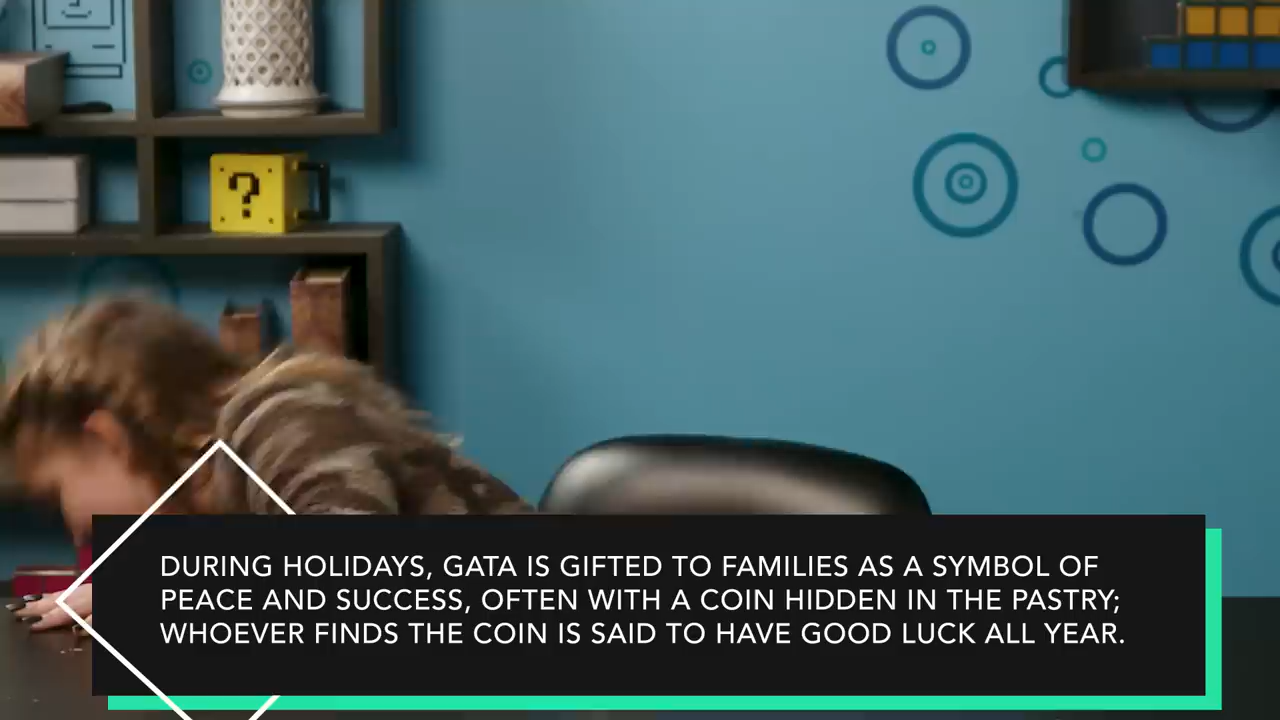 ?
DURING HOLIDAYS, GATA IS GIFTED TO FAMILIES AS A SYMBOL OF
PEACE AND SUCCESS, OFTEN WITH A COIN HIDDEN IN THE PASTRY;
WHOEVER FINDS THE COIN IS SAID TO HAVE GOOD LUCK ALL YEAR.